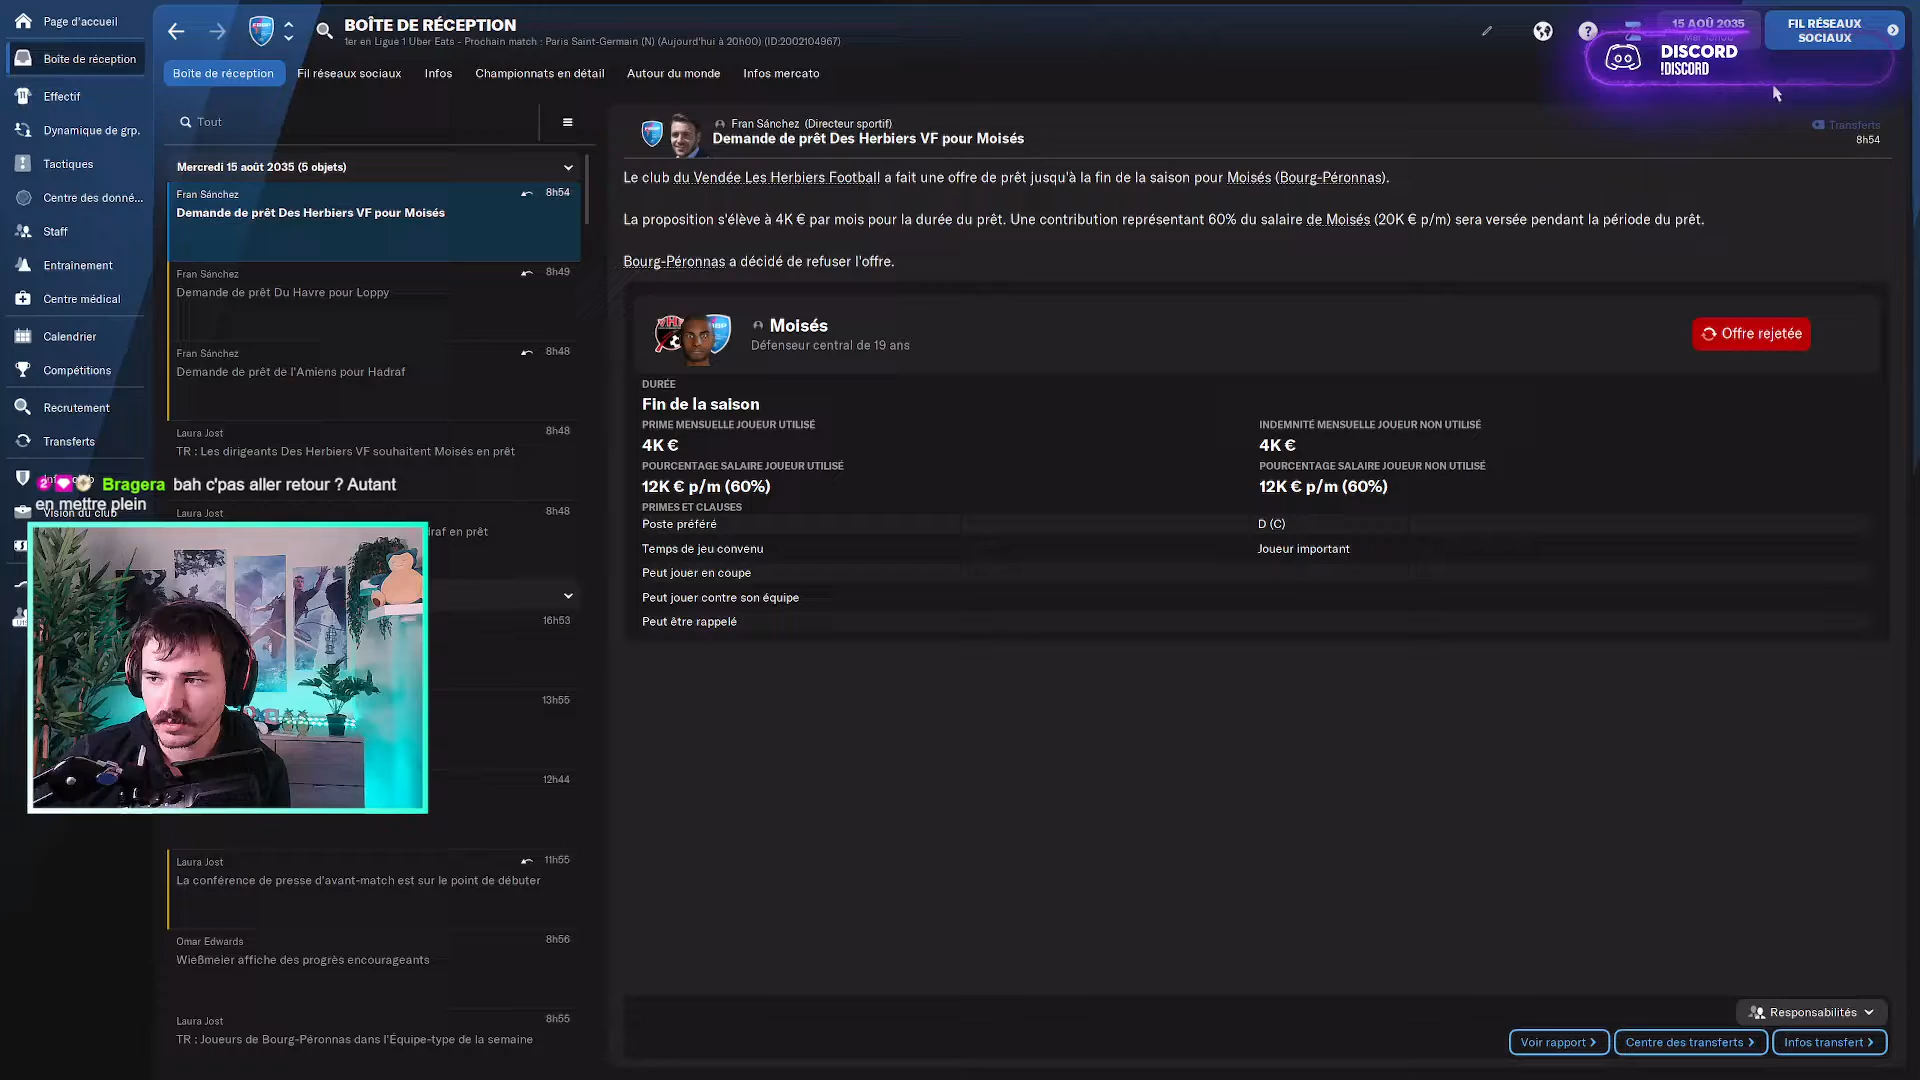 Page d'accueil
Boîte de réception
Effectif
Dynamique de grp.
Tactiques
Centre des donné...
Staff
Entraînement
Centre médical
Calendrier
Compétitions
Recrutement
Transferts
Vision du club
BOÎTE DE RÉCEPTION
1er en Ligue 1 Uber Eats - Prochain match : Paris Saint-Germain (N) (Aujourd'hui à 20h00) (ID:2002104967)
15 AOÛ 2035
FIL RÉSEAUX SOCIAUX
DISCORD
!DISCORD
Boîte de réception
Fil réseaux sociaux
Infos
Championnats en détail
Autour du monde
Infos mercato
Tout
Mercredi 15 août 2035 (5 objets)
Fran Sánchez 8h54
Demande de prêt Des Herbiers VF pour Moisés
Fran Sánchez 8h49
Demande de prêt Du Havre pour Loppy
Fran Sánchez 8h48
Demande de prêt de l'Amiens pour Hadraf
Laura Jost 8h48
TR : Les dirigeants Des Herbiers VF souhaitent Moisés en prêt
Bragera bah c'pas aller retour ? Autant
en mettre plein
Laura Jost 8h48
raf en prêt
16h53
13h55
12h44
Laura Jost 11h55
La conférence de presse d'avant-match est sur le point de débuter
Omar Edwards 8h56
Wießmeier affiche des progrès encourageants
Laura Jost 8h55
TR : Joueurs de Bourg-Péronnas dans l'Équipe-type de la semaine
Fran Sánchez (Directeur sportif)
Demande de prêt Des Herbiers VF pour Moisés
Transferts
8h54
Le club du Vendée Les Herbiers Football a fait une offre de prêt jusqu'à la fin de la saison pour Moisés (Bourg-Péronnas).
La proposition s'élève à 4K € par mois pour la durée du prêt. Une contribution représentant 60% du salaire de Moisés (20K € p/m) sera versée pendant la période du prêt.
Bourg-Péronnas a décidé de refuser l'offre.
Moisés
Défenseur central de 19 ans
Offre rejetée
DURÉE
Fin de la saison
PRIME MENSUELLE JOUEUR UTILISÉ
4K €
INDEMNITÉ MENSUELLE JOUEUR NON UTILISÉ
4K €
POURCENTAGE SALAIRE JOUEUR UTILISÉ
12K € p/m (60%)
POURCENTAGE SALAIRE JOUEUR NON UTILISÉ
12K € p/m (60%)
PRIMES ET CLAUSES
Poste préféré D (C)
Temps de jeu convenu Joueur important
Peut jouer en coupe
Peut jouer contre son équipe
Peut être rappelé
Responsabilités
Voir rapport
Centre des transferts
Infos transfert